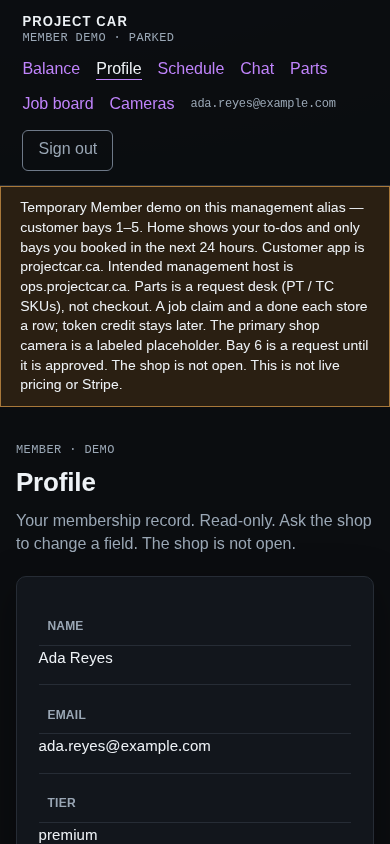 PROJECT CAR
MEMBER DEMO · PARKED
Balance Profile Schedule Chat Parts
Job board Cameras ada.reyes@example.com
Sign out
Temporary Member demo on this management alias —
customer bays 1–5. Home shows your to-dos and only
bays you booked in the next 24 hours. Customer app is
projectcar.ca. Intended management host is
ops.projectcar.ca. Parts is a request desk (PT / TC
SKUs), not checkout. A job claim and a done each store
a row; token credit stays later. The primary shop
camera is a labeled placeholder. Bay 6 is a request until
it is approved. The shop is not open. This is not live
pricing or Stripe.
MEMBER · DEMO
Profile
Your membership record. Read-only. Ask the shop
to change a field. The shop is not open.
NAME
Ada Reyes
EMAIL
ada.reyes@example.com
TIER
premium